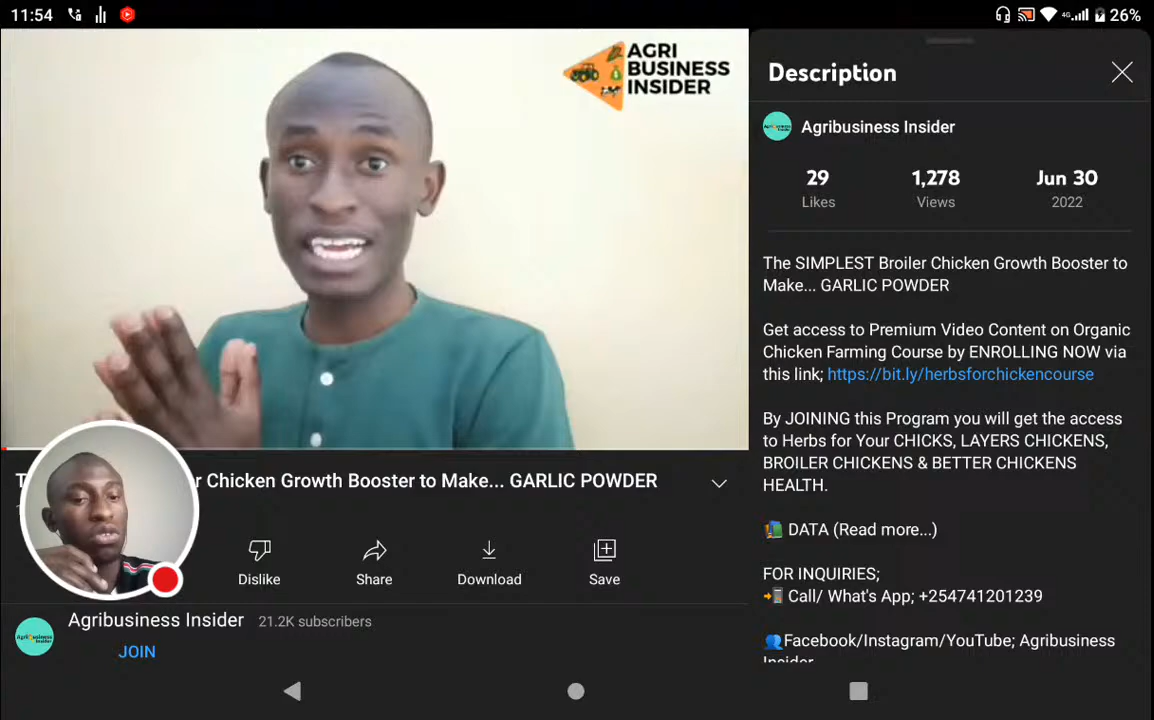 11:54
4G
26%
AGRI
BUSINESS
INSIDER
Description
Agribusiness Insider
29
Likes
1,278
Views
Jun 30
2022
The SIMPLEST Broiler Chicken Growth Booster to
Make... GARLIC POWDER
Get access to Premium Video Content on Organic
Chicken Farming Course by ENROLLING NOW via
this link; https://bit.ly/herbsforchickencourse
By JOINING this Program you will get the access
to Herbs for Your CHICKS, LAYERS CHICKENS,
BROILER CHICKENS & BETTER CHICKENS
HEALTH.
DATA (Read more...)
FOR INQUIRIES;
Call/ What's App; +254741201239
Facebook/Instagram/YouTube; Agribusiness
Insider
Chicken Growth Booster to Make... GARLIC POWDER
Dislike
Share
Download
Save
Agribusiness Insider
21.2K subscribers
JOIN